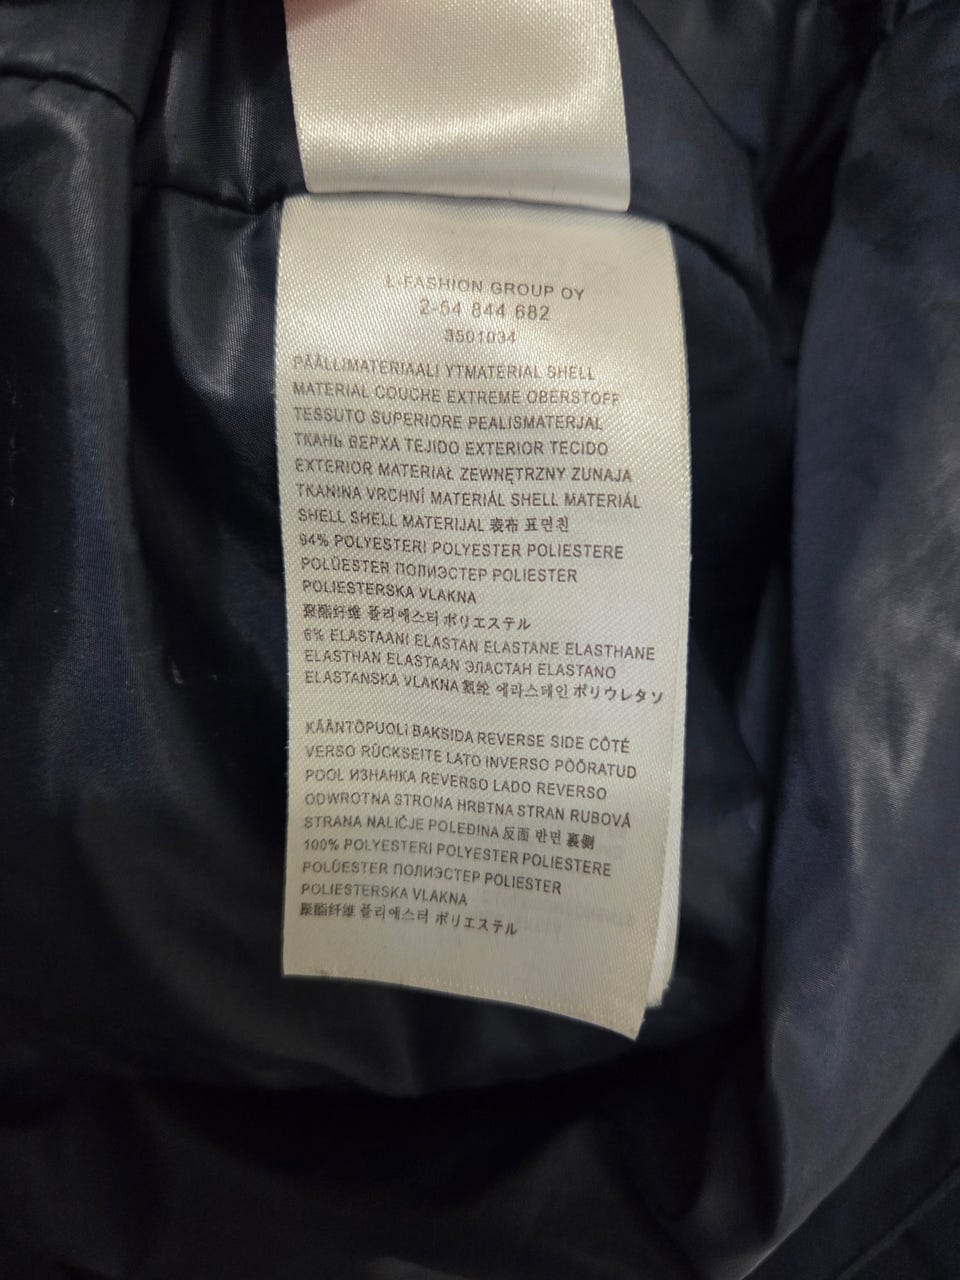 L-FASHION GROUP OY
2-54 844 682
3501034
PÄÄLLIMATERIAALI YTMATERIAL SHELL
MATERIAL COUCHE EXTREME OBERSTOFF
TESSUTO SUPERIORE PEALISMATERJAL
ТКАНЬ ВЕРХА TEJIDO EXTERIOR TECIDO
EXTERIOR MATERIAŁ ZEWNĘTRZNY ZUNAJA
TKANINA VRCHNÍ MATERIÁL SHELL MATERIÁL
SHELL SHELL MATERIJAL 表布 표면천
94% POLYESTERI POLYESTER POLIESTERE
POLÜESTER ПОЛИЭСТЕР POLIESTER
POLIESTERSKA VLAKNA
聚酯纤维 폴리에스터 ポリエステル
6% ELASTAANI ELASTAN ELASTANE ELASTHANE
ELASTHAN ELASTAAN ЭЛАСТАН ELASTANO
ELASTANSKA VLAKNA 氨纶 에라스테인 ポリウレタン
KÄÄNTÖPUOLI BAKSIDA REVERSE SIDE CÔTÉ
VERSO RÜCKSEITE LATO INVERSO PÖÖRATUD
POOL ИЗНАНКА REVERSO LADO REVERSO
ODWROTNA STRONA HRBTNA STRAN RUBOVÁ
STRANA NALIČJE POLEĐINA 反面 반면 裏側
100% POLYESTERI POLYESTER POLIESTERE
POLÜESTER ПОЛИЭСТЕР POLIESTER
POLIESTERSKA VLAKNA
聚酯纤维 폴리에스터 ポリエステル